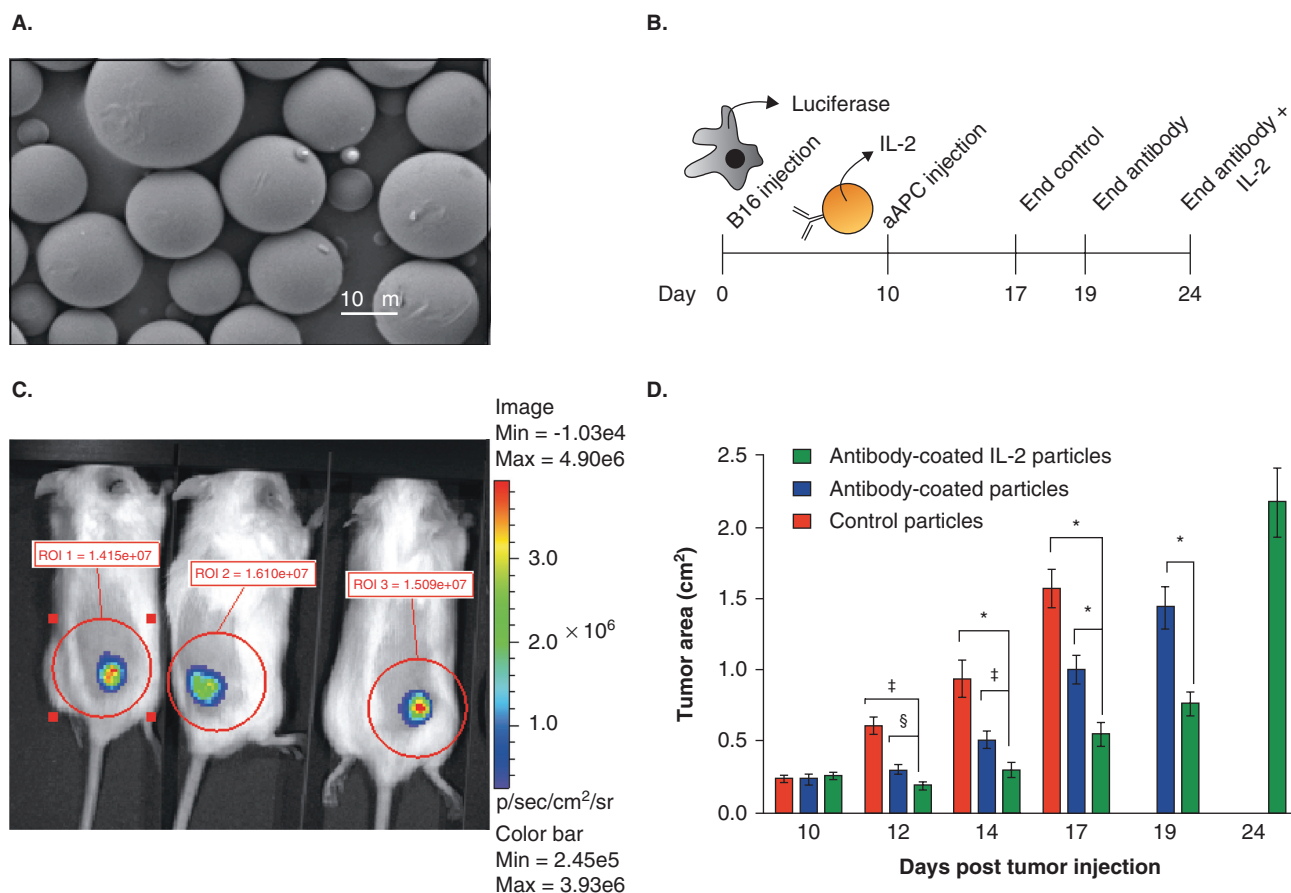 A.
10 m
B.
Luciferase
IL-2
B16 injection
aAPC injection
End control
End antibody
End antibody +
IL-2
Day 0 10 17 19 24
C.
Image
Min = -1.03e4
Max = 4.90e6
ROI 1 = 1.415e+07
ROI 2 = 1.610e+07
ROI 3 = 1.509e+07
3.0
2.0 × 10⁶
1.0
p/sec/cm²/sr
Color bar
Min = 2.45e5
Max = 3.93e6
D.
Antibody-coated IL-2 particles
Antibody-coated particles
Control particles
Tumor area (cm²)
2.5
2.0
1.5
1.0
0.5
0.0
* *
* *
* ‡
‡ §
10 12 14 17 19 24
Days post tumor injection